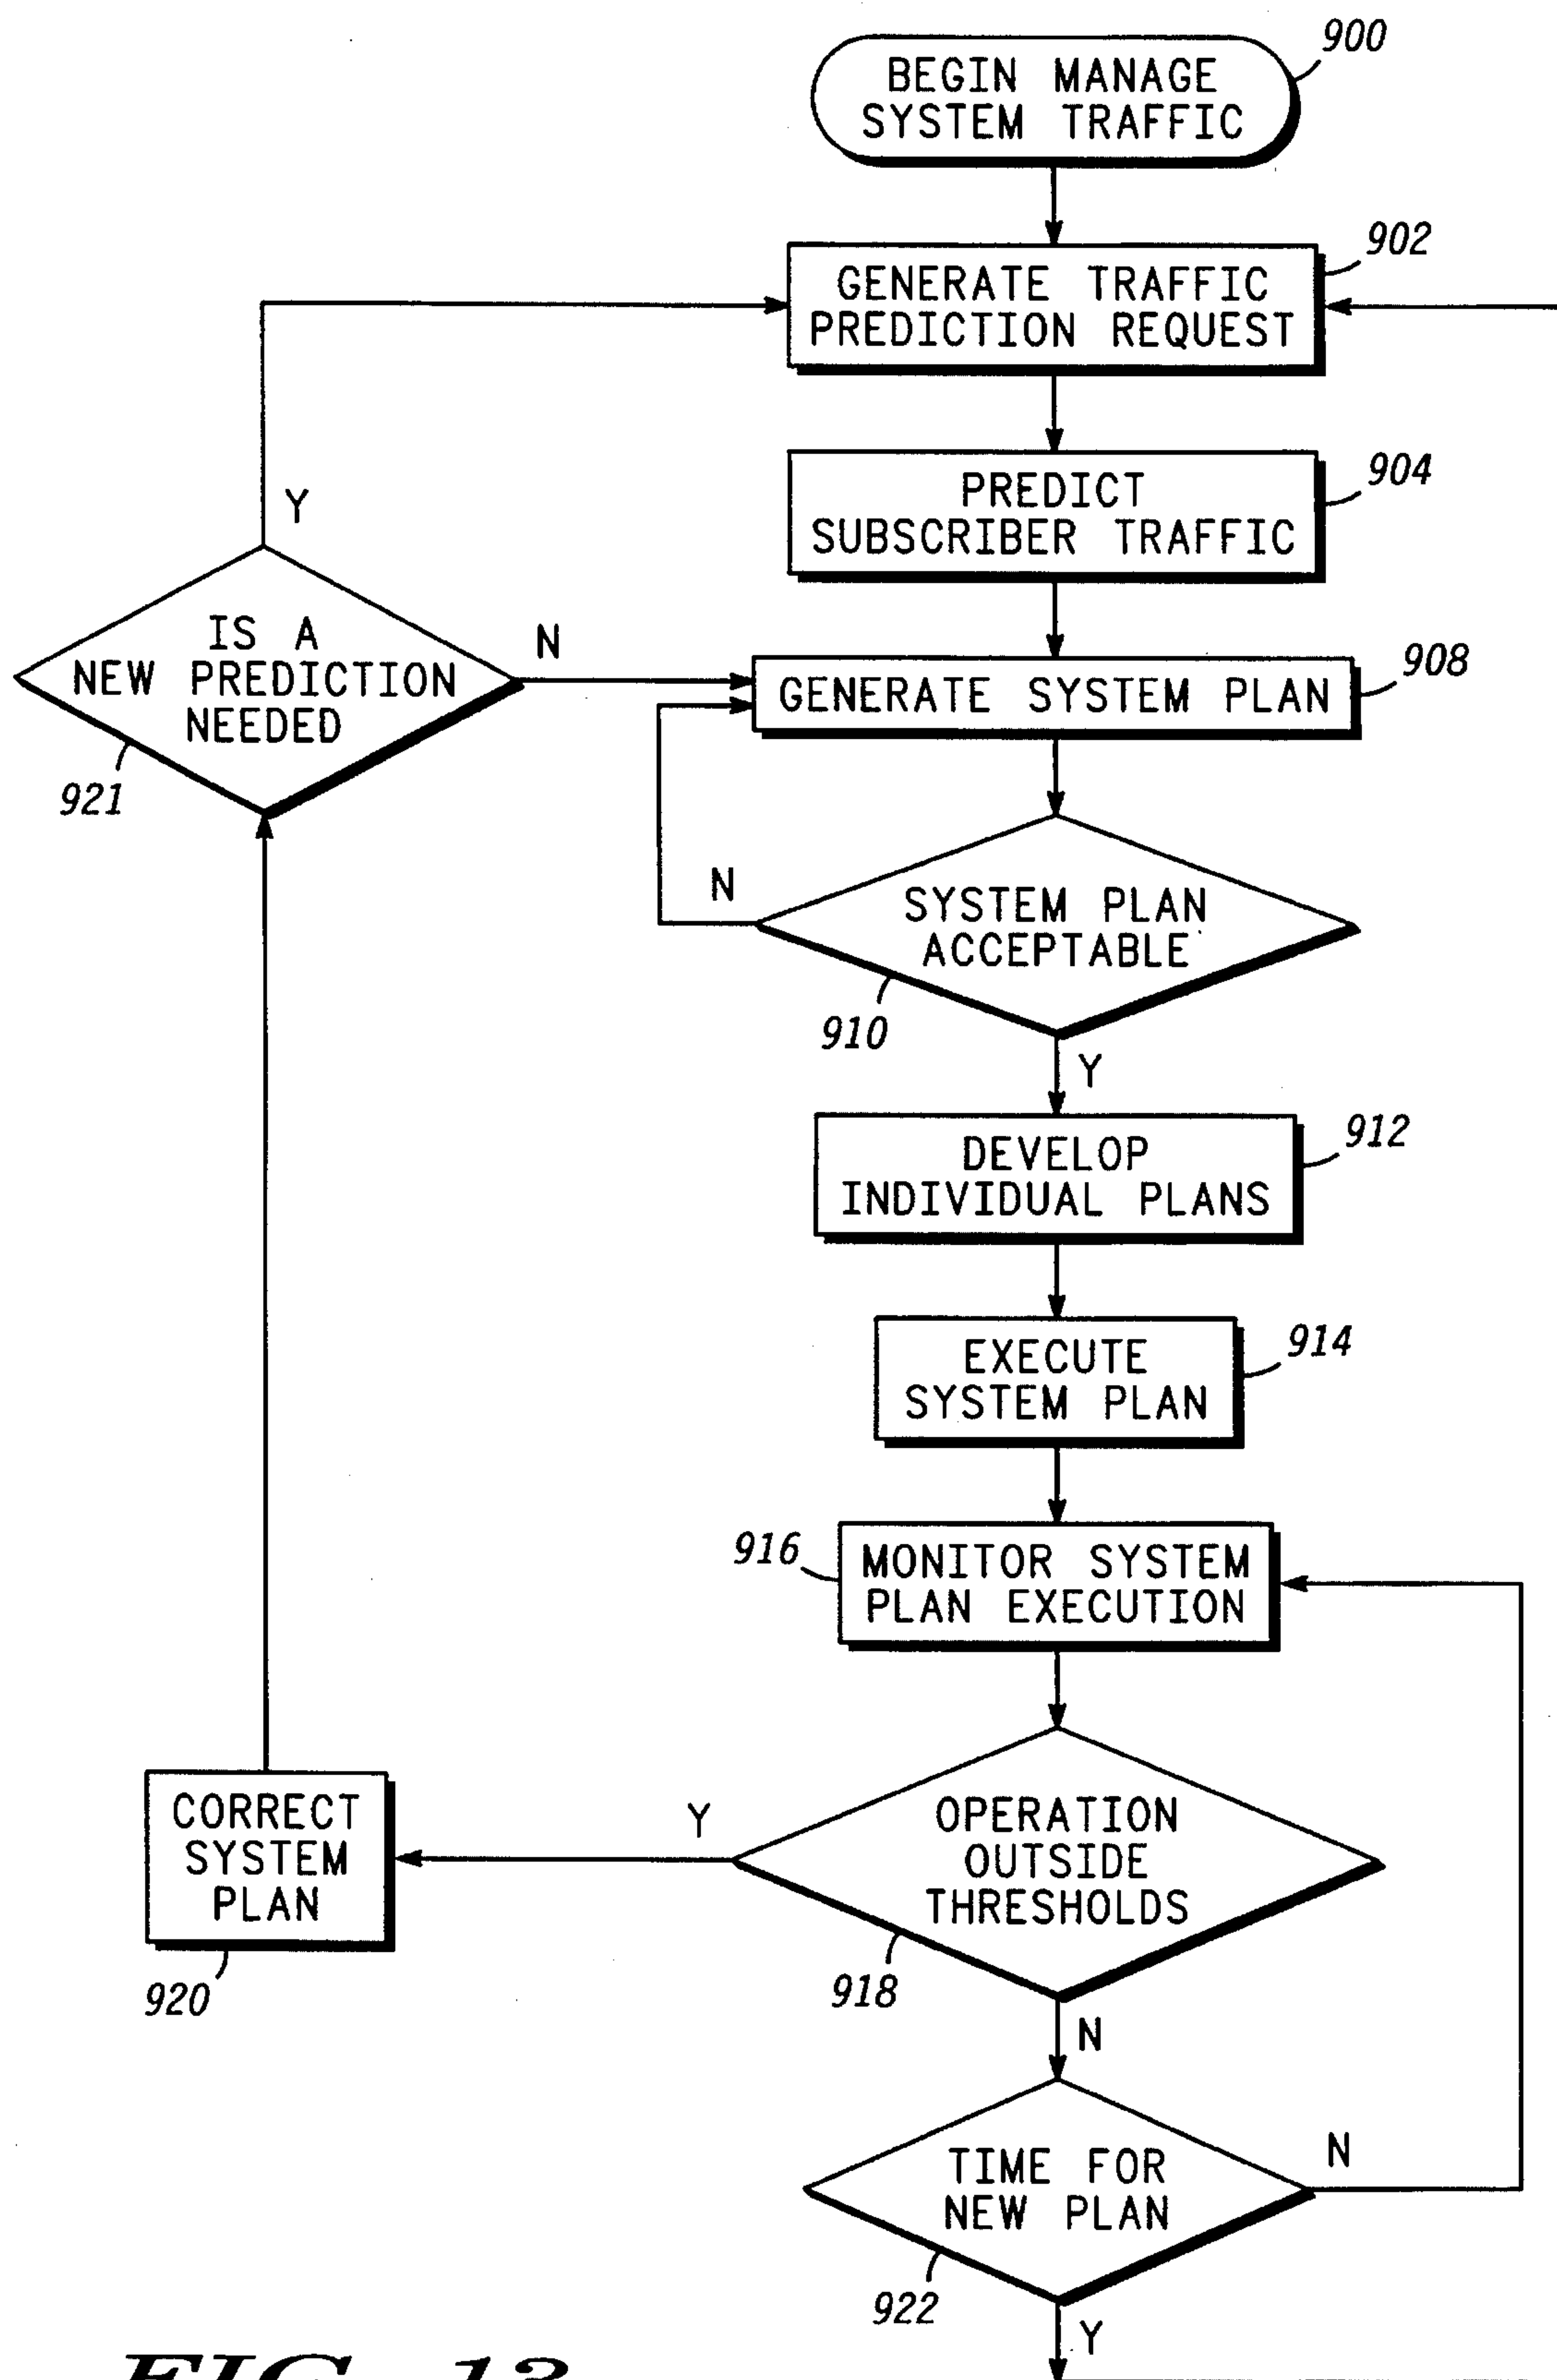 900
BEGIN MANAGE
SYSTEM TRAFFIC
902
GENERATE TRAFFIC
PREDICTION REQUEST
904
PREDICT
SUBSCRIBER TRAFFIC
Y
IS A
NEW PREDICTION
NEEDED
N
921
908
GENERATE SYSTEM PLAN
N
SYSTEM PLAN
ACCEPTABLE
910
Y
912
DEVELOP
INDIVIDUAL PLANS
914
EXECUTE
SYSTEM PLAN
916
MONITOR SYSTEM
PLAN EXECUTION
CORRECT
SYSTEM
PLAN
920
Y
OPERATION
OUTSIDE
THRESHOLDS
918
N
TIME FOR
NEW PLAN
N
922
Y
FIG. 13